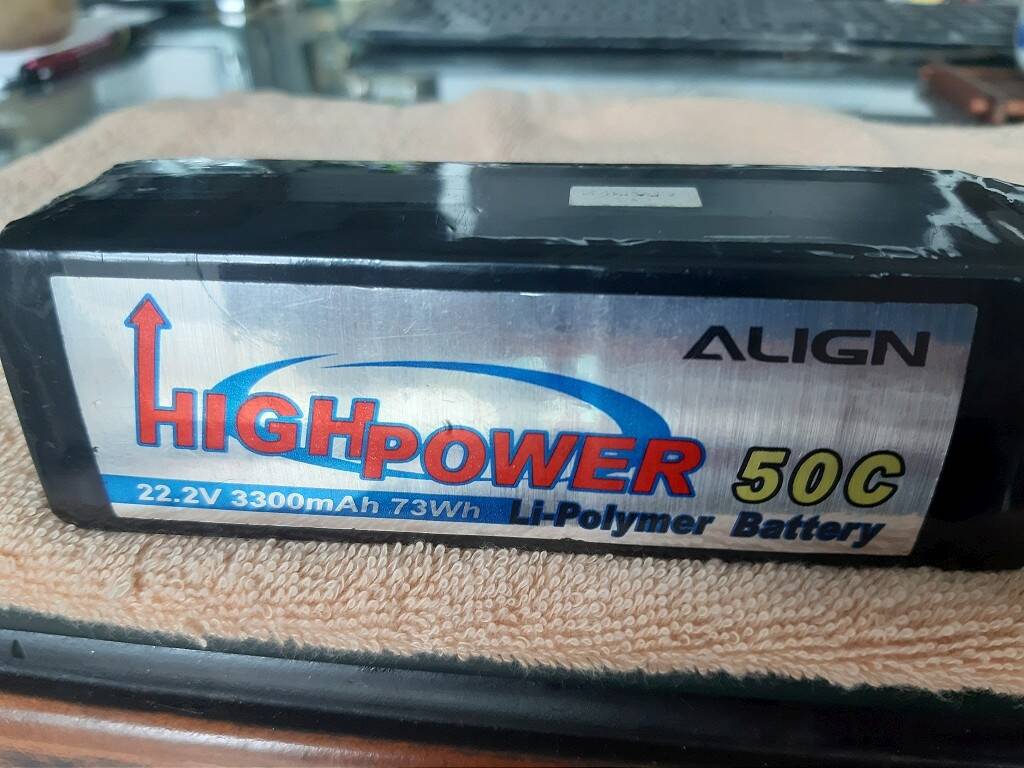 ALIGN
HIGHPOWER
50C
22.2V 3300mAh 73Wh Li-Polymer Battery